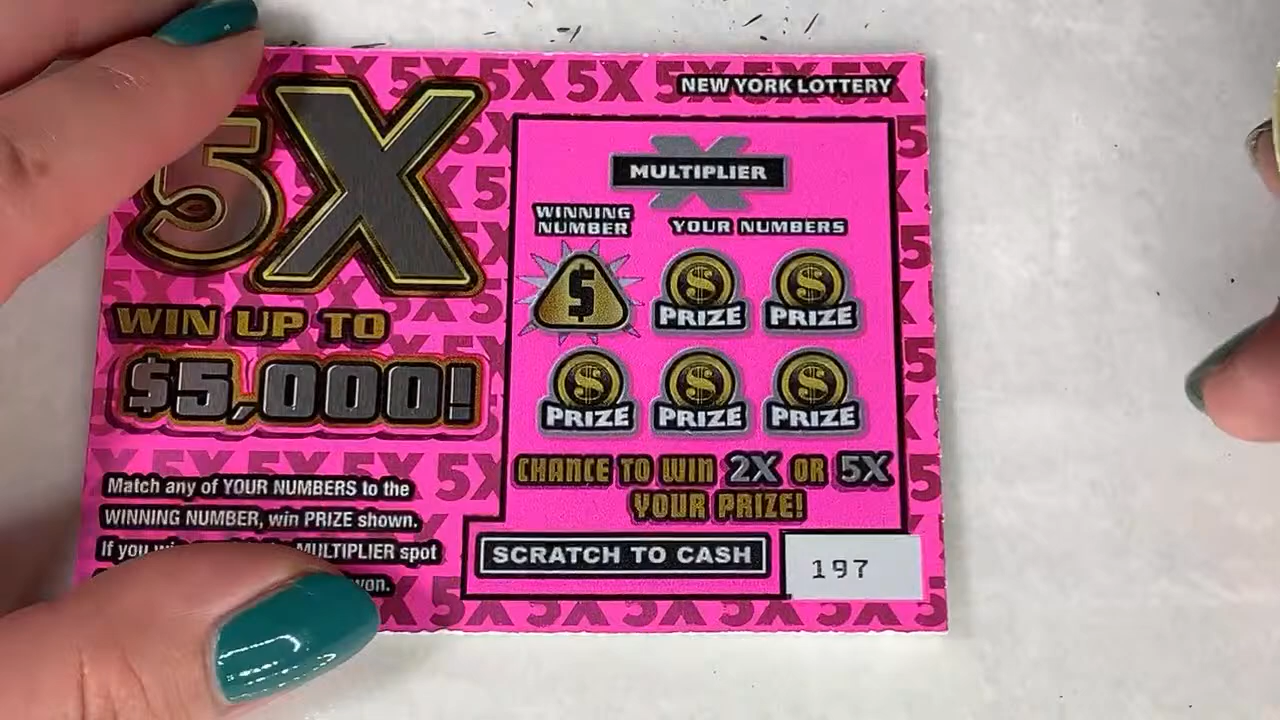 NEW YORK LOTTERY
5X
WIN UP TO
$5,000!
Match any of YOUR NUMBERS to the
WINNING NUMBER, win PRIZE shown.
If you MULTIPLIER spot
won.
MULTIPLIER
WINNING
NUMBER
YOUR NUMBERS
$
$ PRIZE
$ PRIZE
$ PRIZE
$ PRIZE
$ PRIZE
CHANCE TO WIN 2X OR 5X
YOUR PRIZE!
SCRATCH TO CASH
197